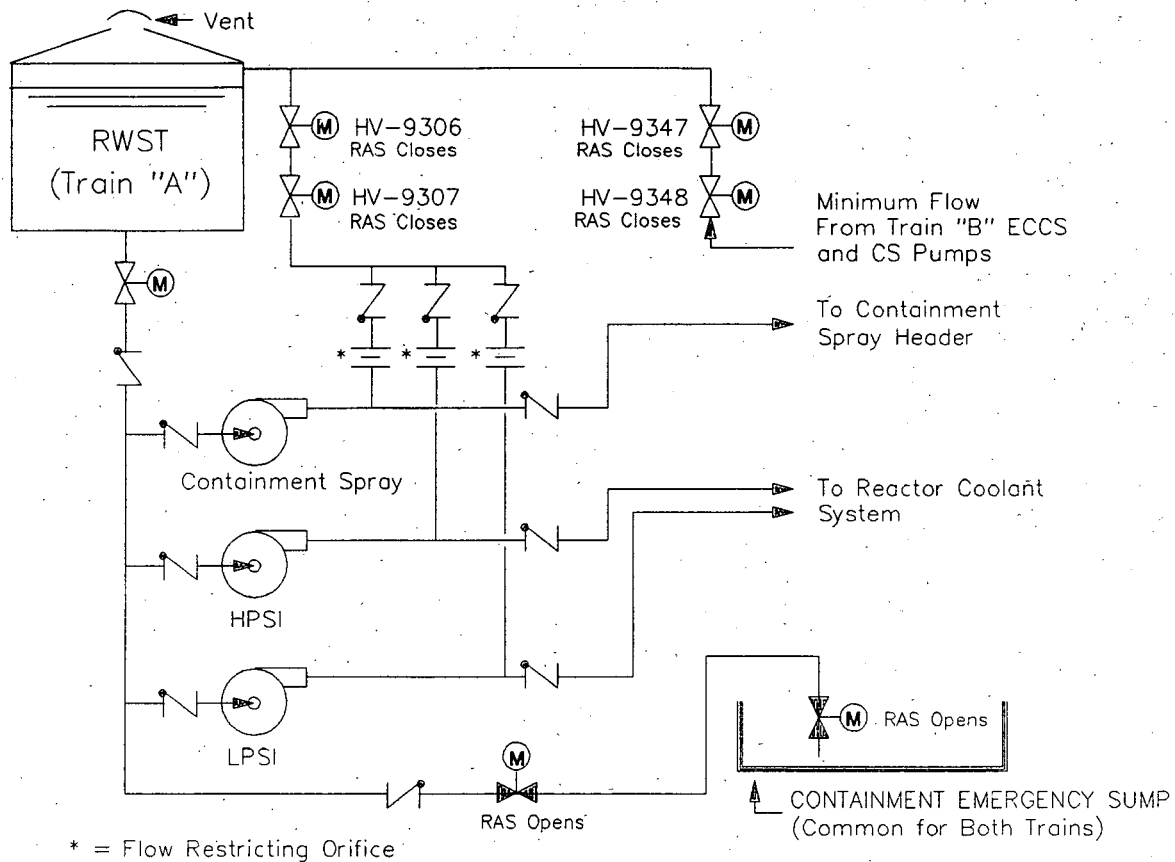 Vent
RWST
(Train "A")
M
HV-9306
RAS Closes
M
HV-9307
RAS Closes
HV-9347
RAS Closes
M
HV-9348
RAS Closes
M
Minimum Flow
From Train "B" ECCS
and CS Pumps
M
To Containment
Spray Header
*
*
*
Containment Spray
To Reactor Coolant
System
HPSI
LPSI
M
RAS Opens
M
RAS Opens
CONTAINMENT EMERGENCY SUMP
(Common for Both Trains)
* = Flow Restricting Orifice